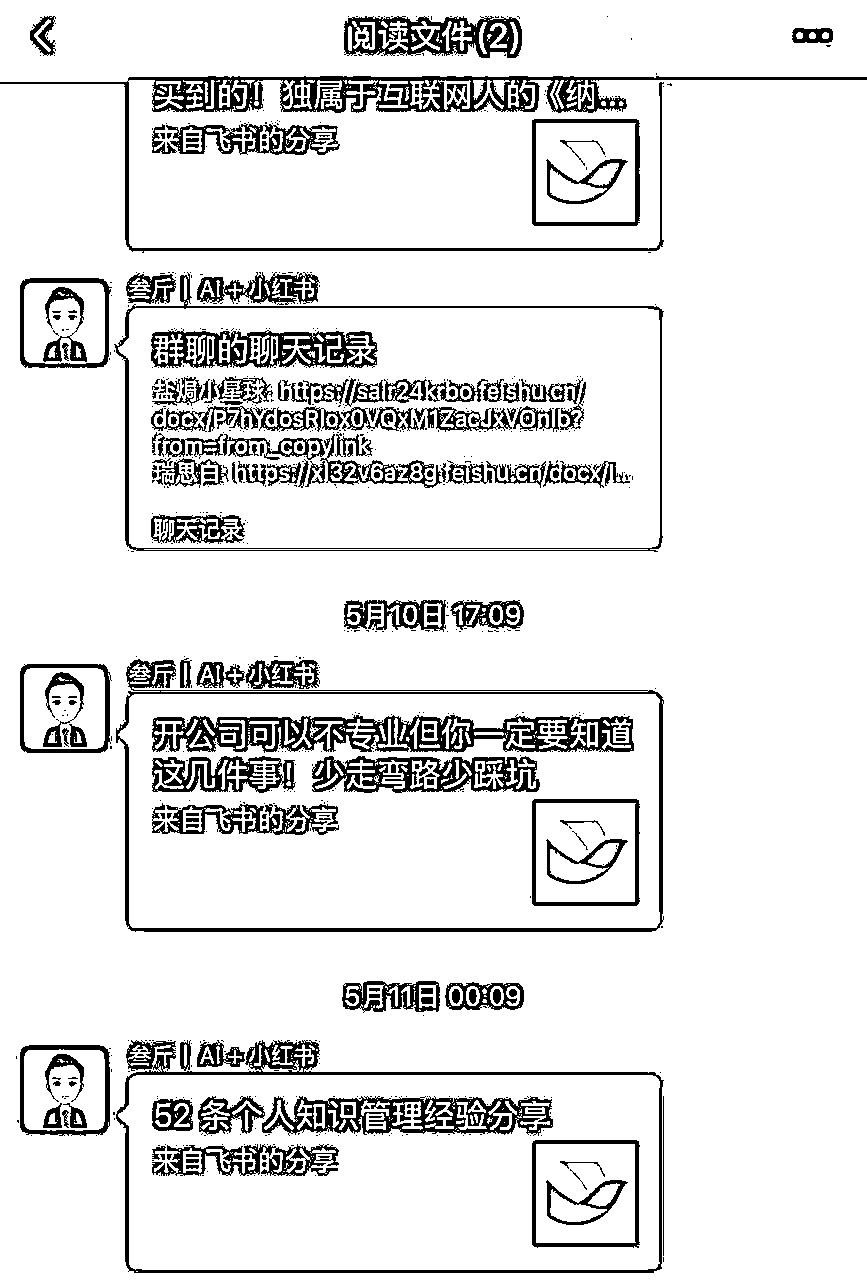 阅读文件(2)
买到的！独属于互联网人的《纳...
来自飞书的分享
叁斤 | AI+小红书
群聊的聊天记录
盐焗小星球: https://salr24krbo.feishu.cn/
docx/P7hYdosRlox0VQxM1ZacJxVOnIb?
from=from_copylink
瑞思白: https://xl32v6az8g.feishu.cn/docx/I...
聊天记录
5月10日 17:09
叁斤 | AI+小红书
开公司可以不专业但你一定要知道
这几件事！少走弯路少踩坑
来自飞书的分享
5月11日 00:09
叁斤 | AI+小红书
52 条个人知识管理经验分享
来自飞书的分享